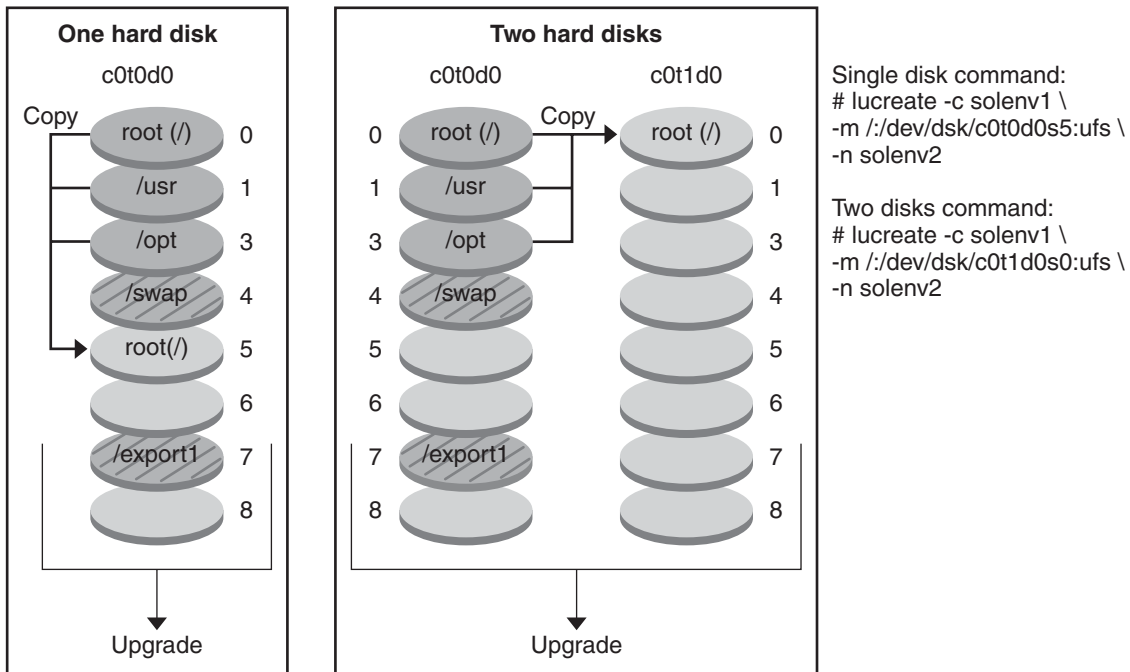 One hard disk
c0t0d0
Copy
root (/) 0
/usr 1
/opt 3
/swap 4
root(/) 5
6
/export1 7
8
Upgrade
Two hard disks
c0t0d0 c0t1d0
0 root (/) Copy root (/) 0
1 /usr 1
3 /opt 3
4 /swap 4
5 5
6 6
7 /export1 7
8 8
Upgrade
Single disk command:
# lucreate -c solenv1 \
-m /:/dev/dsk/c0t0d0s5:ufs \
-n solenv2
Two disks command:
# lucreate -c solenv1 \
-m /:/dev/dsk/c0t1d0s0:ufs \
-n solenv2